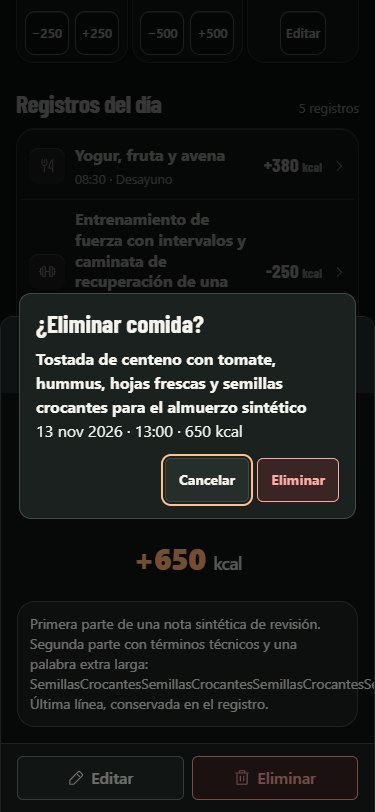 −250
+250
−500
+500
Editar
Registros del día
5 registros
Yogur, fruta y avena
+380 kcal
08:30 · Desayuno
Entrenamiento de
fuerza con intervalos y
caminata de
-250 kcal
recuperación de una
¿Eliminar comida?
Tostada de centeno con tomate,
hummus, hojas frescas y semillas
crocantes para el almuerzo sintético
13 nov 2026 · 13:00 · 650 kcal
Cancelar
Eliminar
+650 kcal
Primera parte de una nota sintética de revisión.
Segunda parte con términos técnicos y una
palabra extra larga:
SemillasCrocantesSemillasCrocantesSemillasCrocantesSe
Última línea, conservada en el registro.
Editar
Eliminar